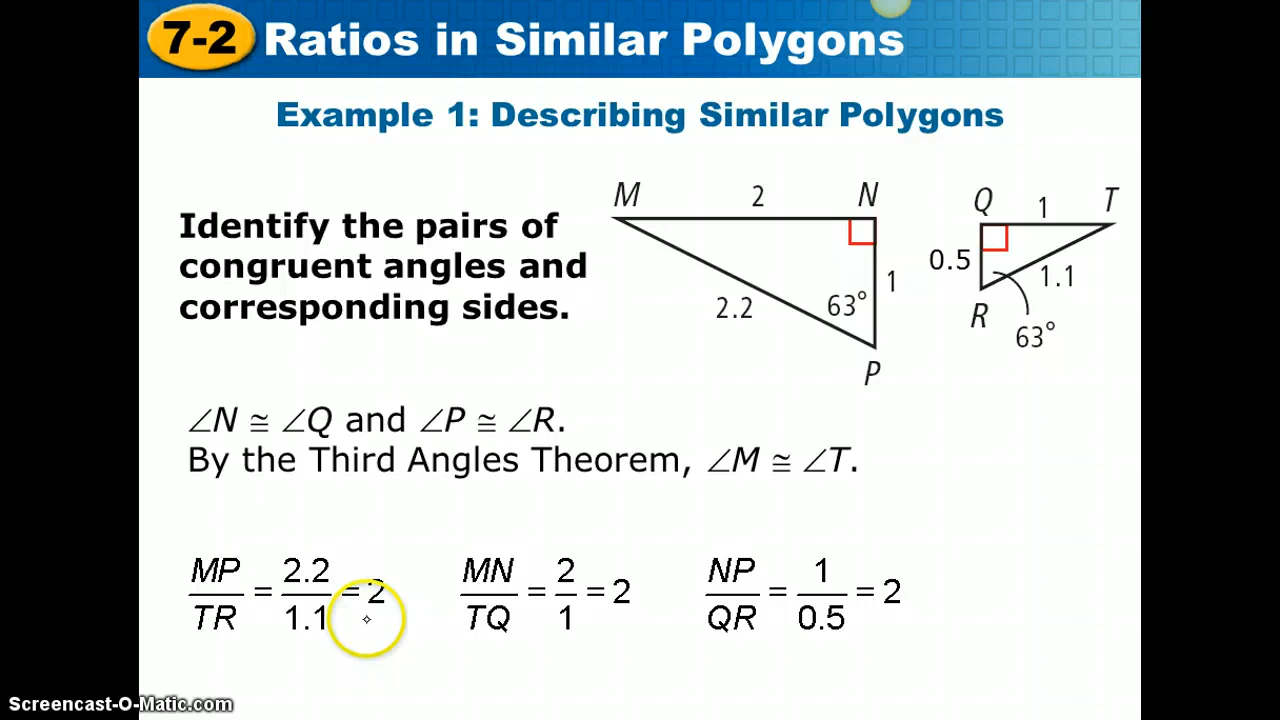 7-2 Ratios in Similar Polygons
Example 1: Describing Similar Polygons
Identify the pairs of
congruent angles and
corresponding sides.
M 2 N
1
2.2 63°
P
Q 1 T
0.5
1.1
R
63°
∠N ≅ ∠Q and ∠P ≅ ∠R.
By the Third Angles Theorem, ∠M ≅ ∠T.
MP/TR = 2.2/1.1 = 2 MN/TQ = 2/1 = 2 NP/QR = 1/0.5 = 2
Screencast-O-Matic.com